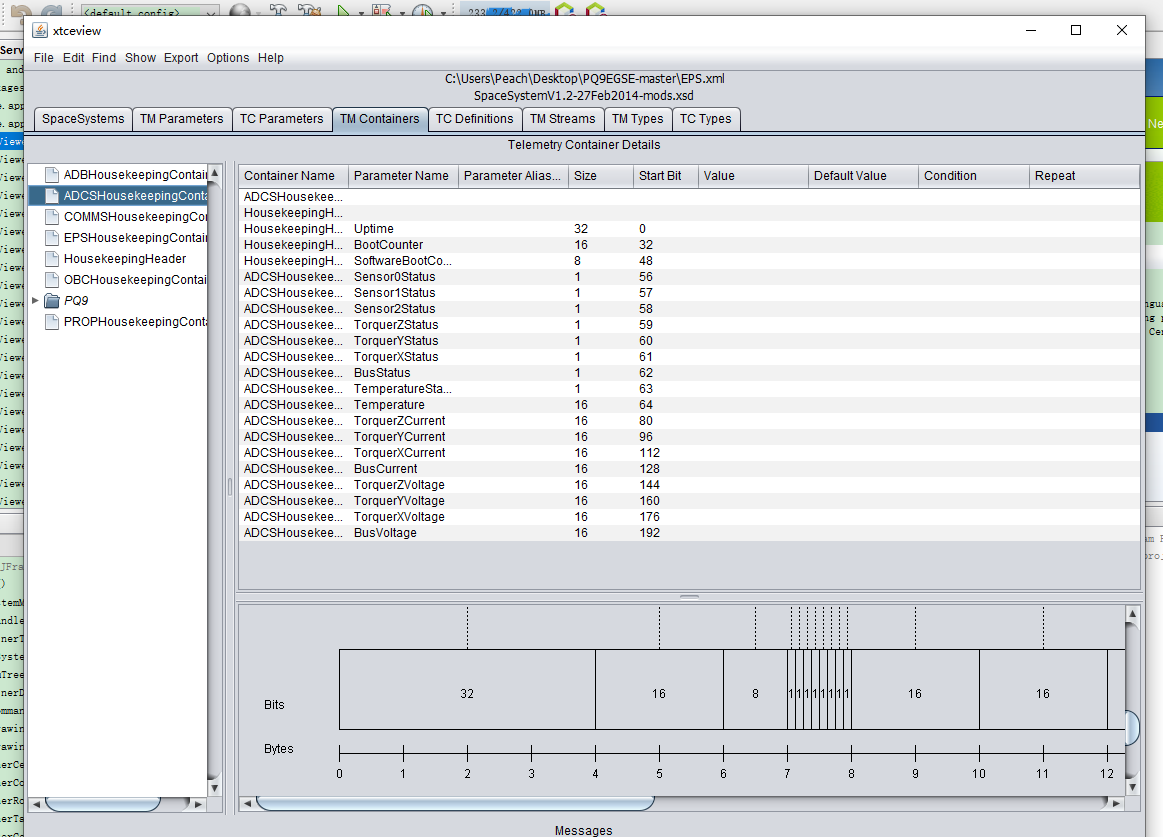 <default config>
xtceview
File Edit Find Show Export Options Help
C:\Users\Peach\Desktop\PQ9EGSE-master\EPS.xml
SpaceSystemV1.2-27Feb2014-mods.xsd
SpaceSystems TM Parameters TC Parameters TM Containers TC Definitions TM Streams TM Types TC Types
Telemetry Container Details
ADBHousekeepingContai
ADCSHousekeepingConta
COMMSHousekeepingCon
EPSHousekeepingContain
HousekeepingHeader
OBCHousekeepingContai
PQ9
PROPHousekeepingConta
Container Name Parameter Name Parameter Alias... Size Start Bit Value Default Value Condition Repeat
ADCSHousekee...
HousekeepingH...
HousekeepingH... Uptime 32 0
HousekeepingH... BootCounter 16 32
HousekeepingH... SoftwareBootCo... 8 48
ADCSHousekee... Sensor0Status 1 56
ADCSHousekee... Sensor1Status 1 57
ADCSHousekee... Sensor2Status 1 58
ADCSHousekee... TorquerZStatus 1 59
ADCSHousekee... TorquerYStatus 1 60
ADCSHousekee... TorquerXStatus 1 61
ADCSHousekee... BusStatus 1 62
ADCSHousekee... TemperatureSta... 1 63
ADCSHousekee... Temperature 16 64
ADCSHousekee... TorquerZCurrent 16 80
ADCSHousekee... TorquerYCurrent 16 96
ADCSHousekee... TorquerXCurrent 16 112
ADCSHousekee... BusCurrent 16 128
ADCSHousekee... TorquerZVoltage 16 144
ADCSHousekee... TorquerYVoltage 16 160
ADCSHousekee... TorquerXVoltage 16 176
ADCSHousekee... BusVoltage 16 192
Bits 32 16 8 1 1 1 1 1 1 1 1 16 16
Bytes
0 1 2 3 4 5 6 7 8 9 10 11 12
Messages